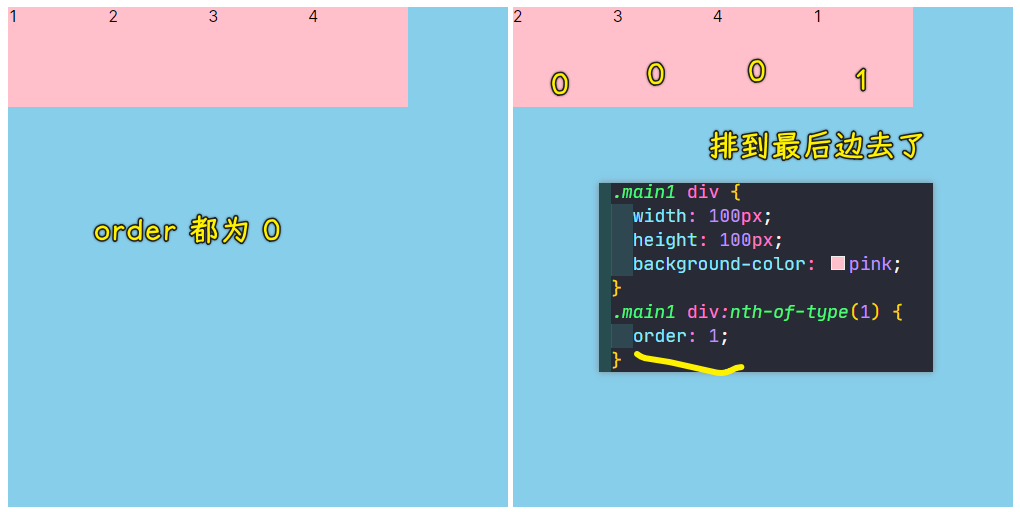 1 2 3 4
order 都为 0
2 3 4 1
0 0 0 1
排到最后边去了
.main1 div {
width: 100px;
height: 100px;
background-color: pink;
}
.main1 div:nth-of-type(1) {
order: 1;
}